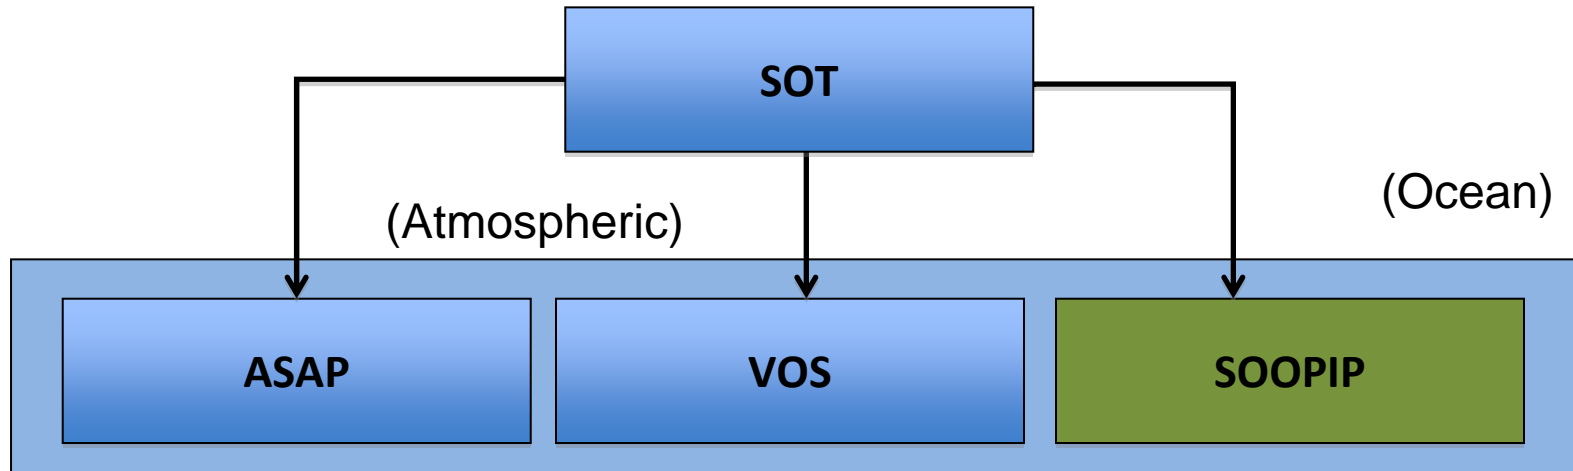 SOT
(Atmospheric)
(Ocean)
ASAP
VOS
SOOPIP